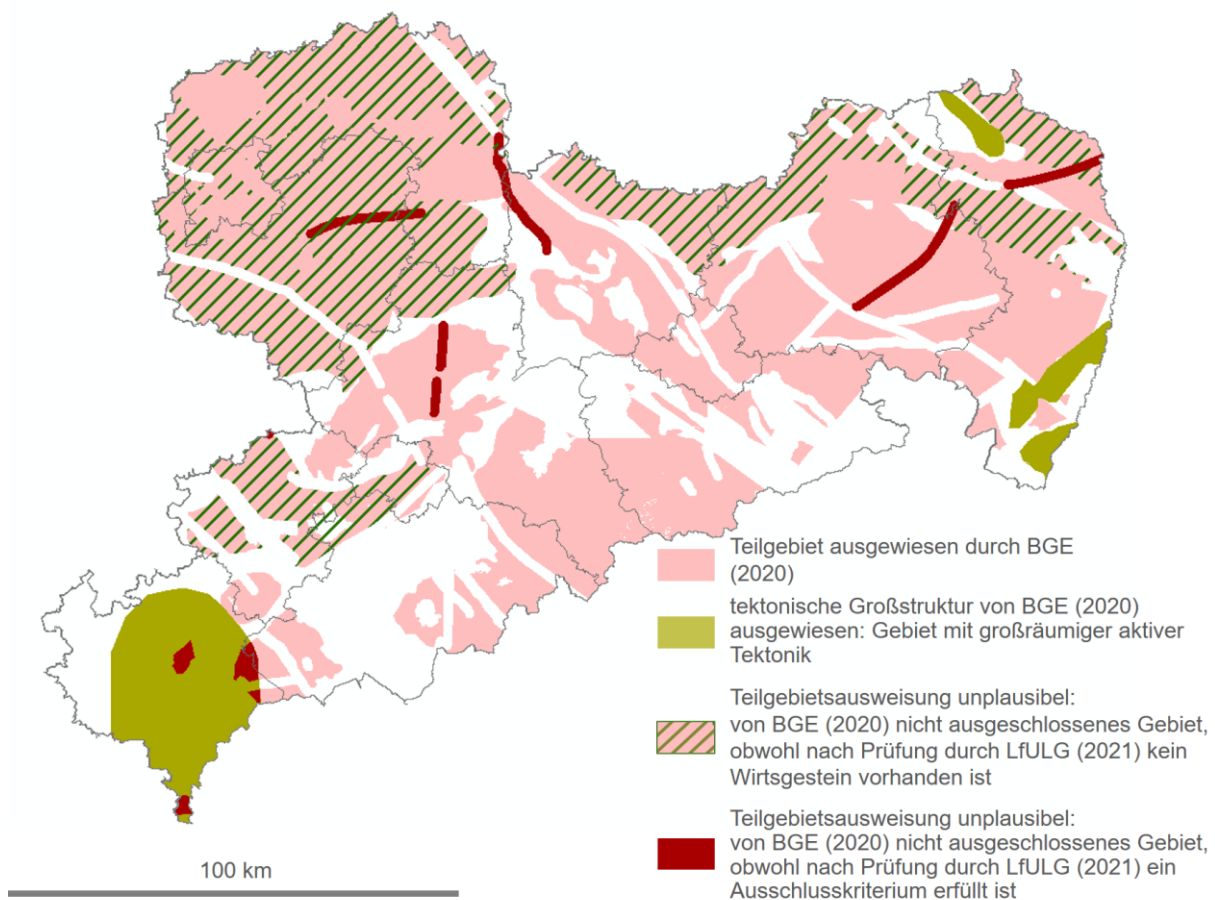 Teilgebiet ausgewiesen durch BGE
(2020)
tektonische Großstruktur von BGE (2020)
ausgewiesen: Gebiet mit großräumiger aktiver
Tektonik
Teilgebietsausweisung unplausibel:
von BGE (2020) nicht ausgeschlossenes Gebiet,
obwohl nach Prüfung durch LfULG (2021) kein
Wirtsgestein vorhanden ist
Teilgebietsausweisung unplausibel:
von BGE (2020) nicht ausgeschlossenes Gebiet,
obwohl nach Prüfung durch LfULG (2021) ein
Ausschlusskriterium erfüllt ist
100 km